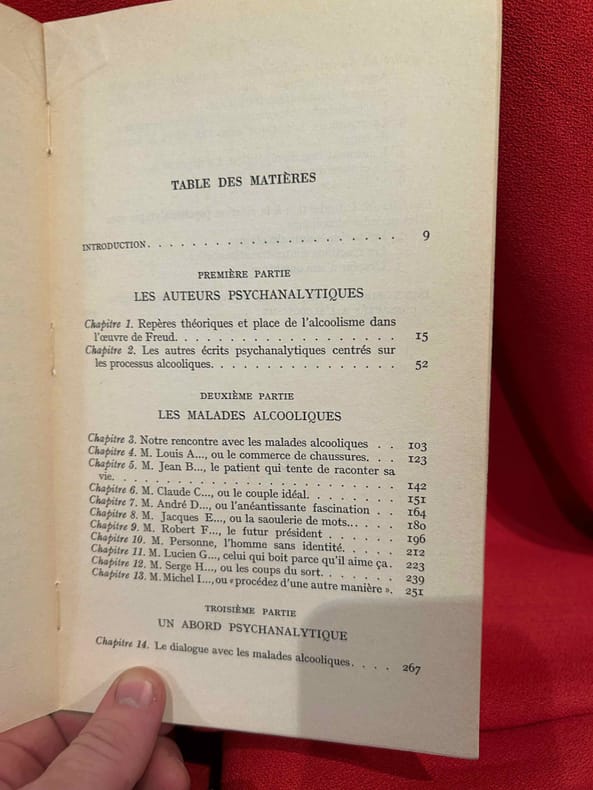 TABLE DES MATIÈRES
INTRODUCTION. . . . . . . . . . . . . . . . . . . . . 9
PREMIÈRE PARTIE
LES AUTEURS PSYCHANALYTIQUES
Chapitre 1. Repères théoriques et place de l'alcoolisme dans
l'œuvre de Freud. . . . . . . . . . . . . . . . . . 15
Chapitre 2. Les autres écrits psychanalytiques centrés sur
les processus alcooliques. . . . . . . . . . . . . . . 52
DEUXIÈME PARTIE
LES MALADES ALCOOLIQUES
Chapitre 3. Notre rencontre avec les malades alcooliques . . 103
Chapitre 4. M. Louis A..., ou le commerce de chaussures. . . 123
Chapitre 5. M. Jean B..., le patient qui tente de raconter sa
vie. . . . . . . . . . . . . . . . . . . . . . . . 142
Chapitre 6. M. Claude C..., ou le couple idéal. . . . . . . . 151
Chapitre 7. M. André D..., ou l'anéantissante fascination . . 164
Chapitre 8. M. Jacques E..., ou la saoulerie de mots... . . . 180
Chapitre 9. M. Robert F..., le futur président . . . . . . 196
Chapitre 10. M. Personne, l'homme sans identité. . . . . . 212
Chapitre 11. M. Lucien G..., celui qui boit parce qu'il aime ça. 223
Chapitre 12. M. Serge H..., ou les coups du sort. . . . . . . 239
Chapitre 13. M. Michel I..., ou « procédez d'une autre manière ». 251
TROISIÈME PARTIE
UN ABORD PSYCHANALYTIQUE
Chapitre 14. Le dialogue avec les malades alcooliques. . . . 267